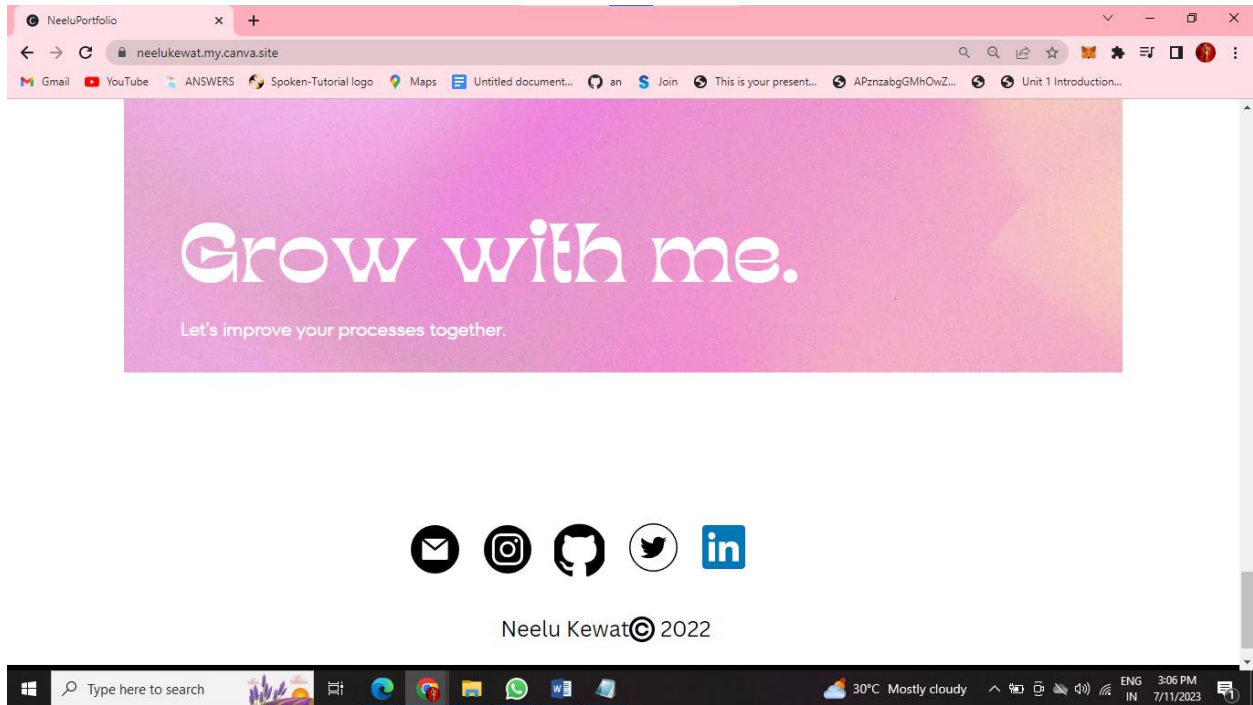 NeeluPortfolio
neelukewat.my.canva.site
Gmail YouTube ANSWERS Spoken-Tutorial logo Maps Untitled document... an Join This is your present... APznzabgGMhOwZ... Unit 1 Introduction...
Grow with me.
Let's improve your processes together.
in
Neelu Kewat© 2022
Type here to search
30°C Mostly cloudy
ENG
IN
3:06 PM
7/11/2023
1